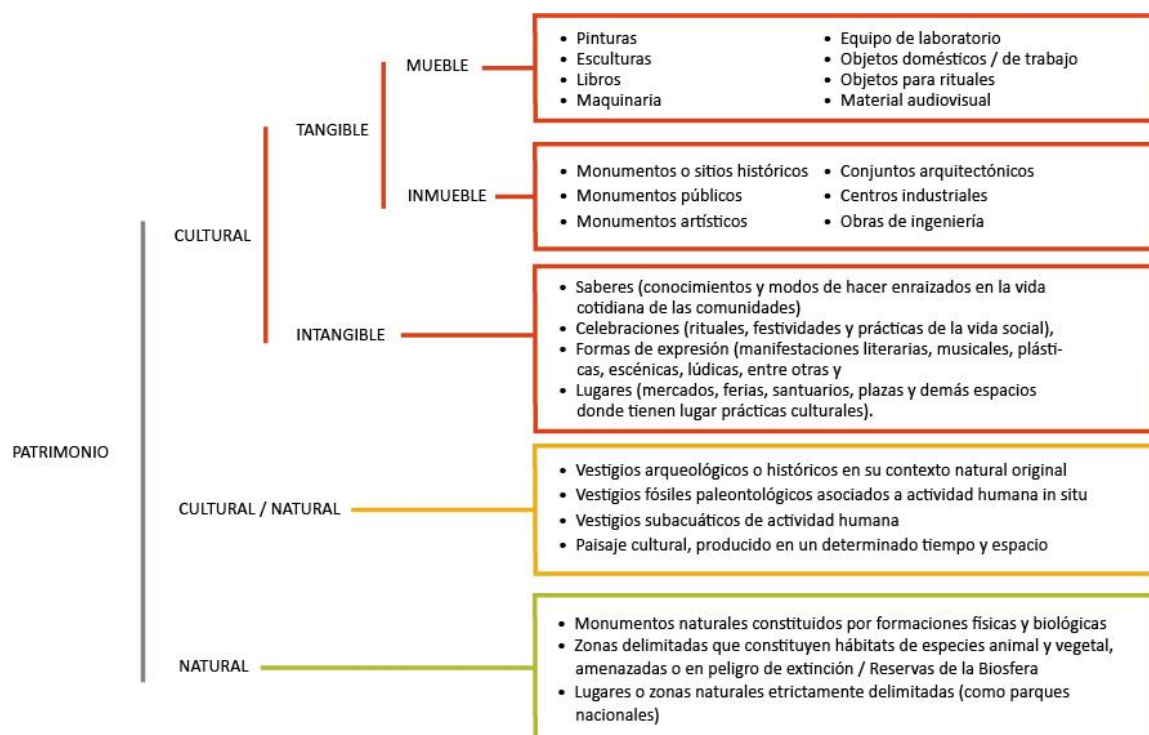 PATRIMONIO
CULTURAL
TANGIBLE
MUEBLE
• Pinturas
• Esculturas
• Libros
• Maquinaria
• Equipo de laboratorio
• Objetos domésticos / de trabajo
• Objetos para rituales
• Material audiovisual
INMUEBLE
• Monumentos o sitios históricos
• Monumentos públicos
• Monumentos artísticos
• Conjuntos arquitectónicos
• Centros industriales
• Obras de ingeniería
INTANGIBLE
• Saberes (conocimientos y modos de hacer enraizados en la vida
cotidiana de las comunidades)
• Celebraciones (rituales, festividades y prácticas de la vida social),
• Formas de expresión (manifestaciones literarias, musicales, plásti-
cas, escénicas, lúdicas, entre otras y
• Lugares (mercados, ferias, santuarios, plazas y demás espacios
donde tienen lugar prácticas culturales).
CULTURAL / NATURAL
• Vestigios arqueológicos o históricos en su contexto natural original
• Vestigios fósiles paleontológicos asociados a actividad humana in situ
• Vestigios subacuáticos de actividad humana
• Paisaje cultural, producido en un determinado tiempo y espacio
NATURAL
• Monumentos naturales constituidos por formaciones físicas y biológicas
• Zonas delimitadas que constituyen hábitats de especies animal y vegetal,
amenazadas o en peligro de extinción / Reservas de la Biosfera
• Lugares o zonas naturales etrictamente delimitadas (como parques
nacionales)